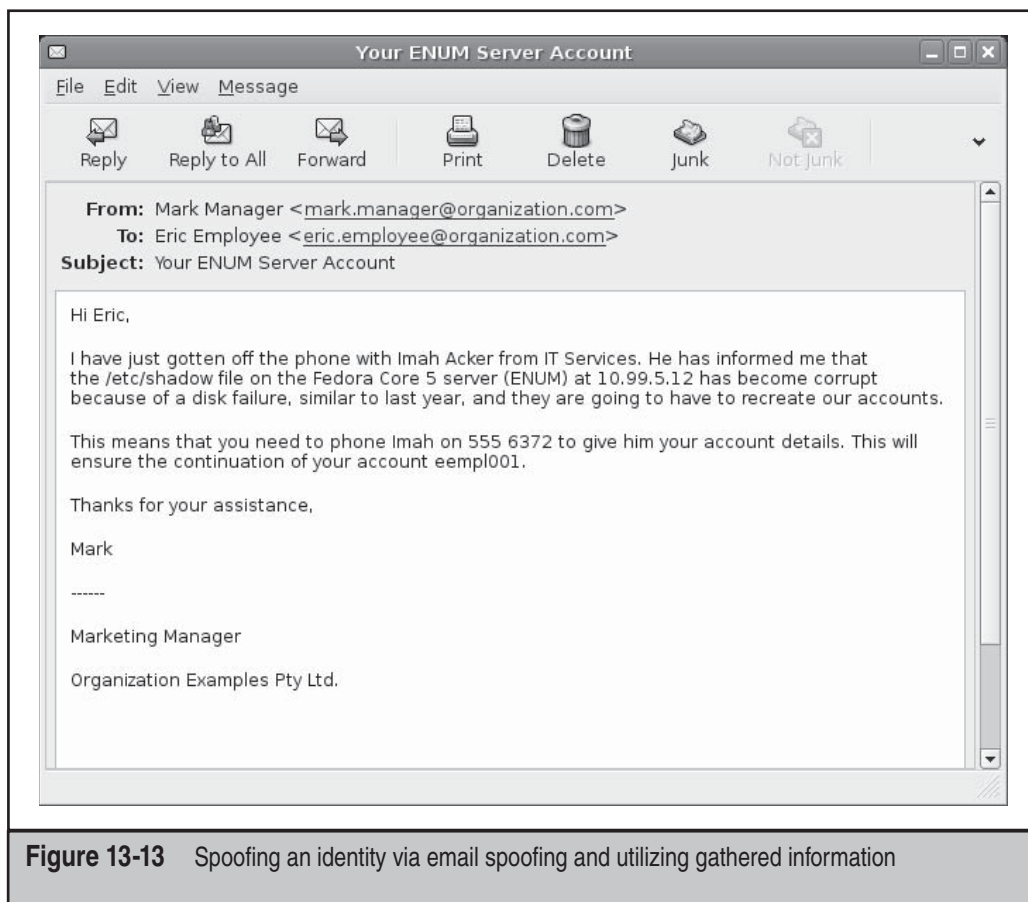 Your ENUM Server Account
File Edit View Message
Reply Reply to All Forward Print Delete Junk Not Junk
From: Mark Manager <mark.manager@organization.com>
To: Eric Employee <eric.employee@organization.com>
Subject: Your ENUM Server Account
Hi Eric,
I have just gotten off the phone with Imah Acker from IT Services. He has informed me that
the /etc/shadow file on the Fedora Core 5 server (ENUM) at 10.99.5.12 has become corrupt
because of a disk failure, similar to last year, and they are going to have to recreate our accounts.
This means that you need to phone Imah on 555 6372 to give him your account details. This will
ensure the continuation of your account eempl001.
Thanks for your assistance,
Mark
------
Marketing Manager
Organization Examples Pty Ltd.
Figure 13-13 Spoofing an identity via email spoofing and utilizing gathered information